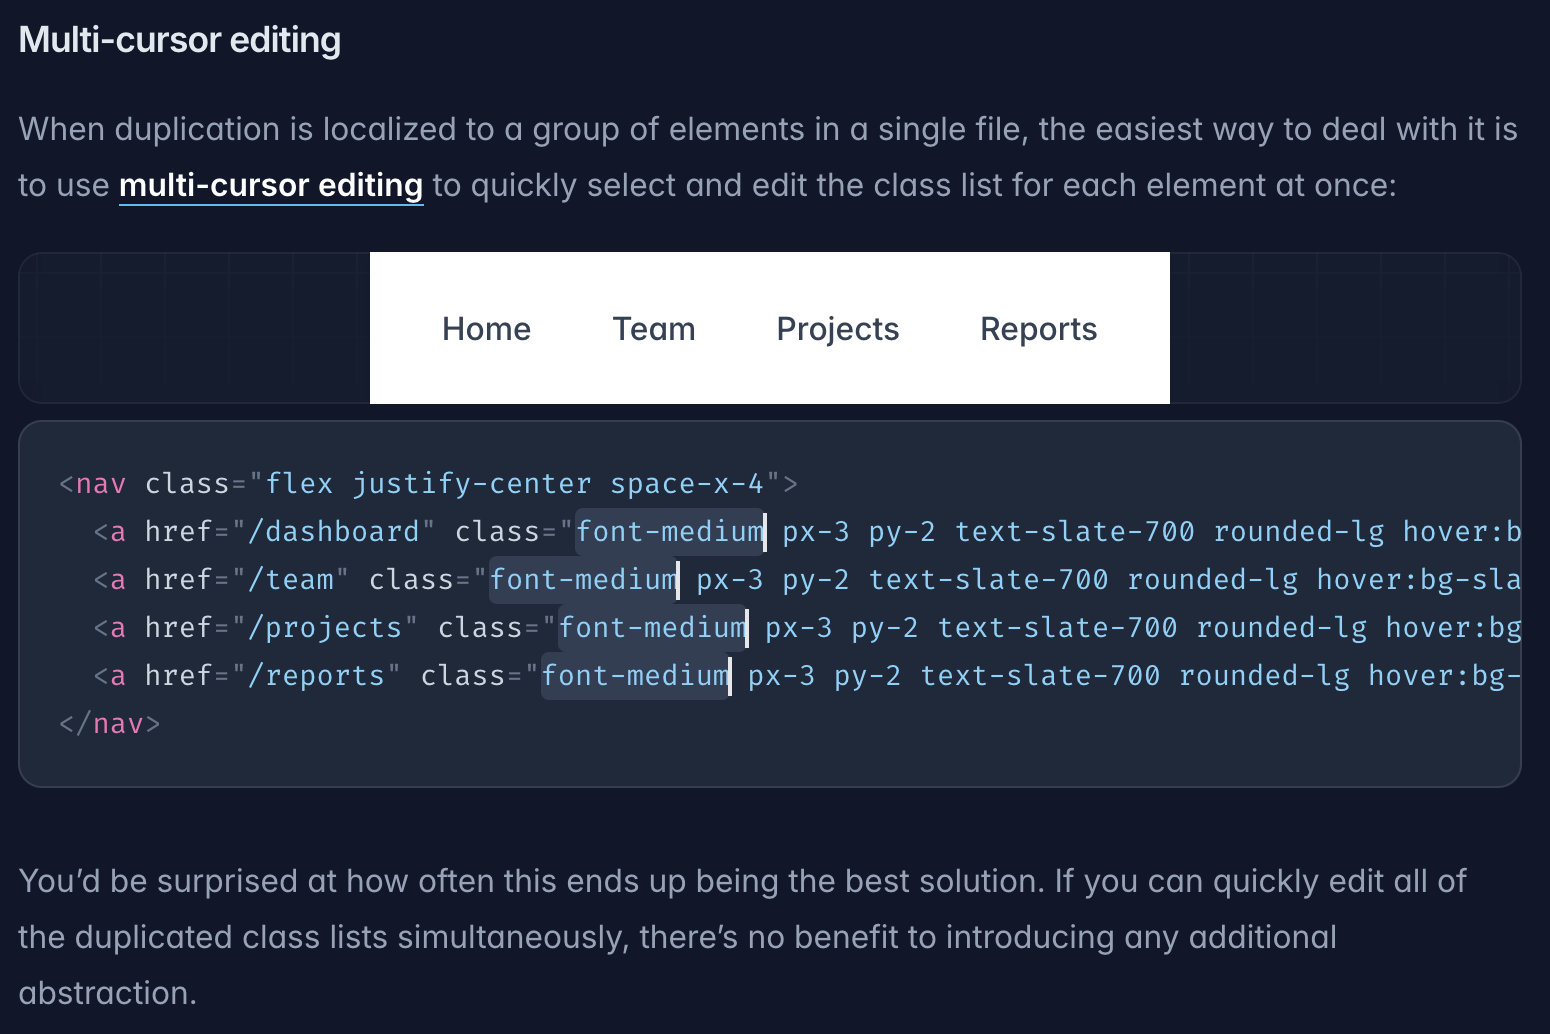 Multi-cursor editing
When duplication is localized to a group of elements in a single file, the easiest way to deal with it is
to use multi-cursor editing to quickly select and edit the class list for each element at once:
Home Team Projects Reports
<nav class="flex justify-center space-x-4">
  <a href="/dashboard" class="font-medium px-3 py-2 text-slate-700 rounded-lg hover:b
  <a href="/team" class="font-medium px-3 py-2 text-slate-700 rounded-lg hover:bg-sla
  <a href="/projects" class="font-medium px-3 py-2 text-slate-700 rounded-lg hover:bg
  <a href="/reports" class="font-medium px-3 py-2 text-slate-700 rounded-lg hover:bg-
</nav>
You’d be surprised at how often this ends up being the best solution. If you can quickly edit all of
the duplicated class lists simultaneously, there’s no benefit to introducing any additional
abstraction.